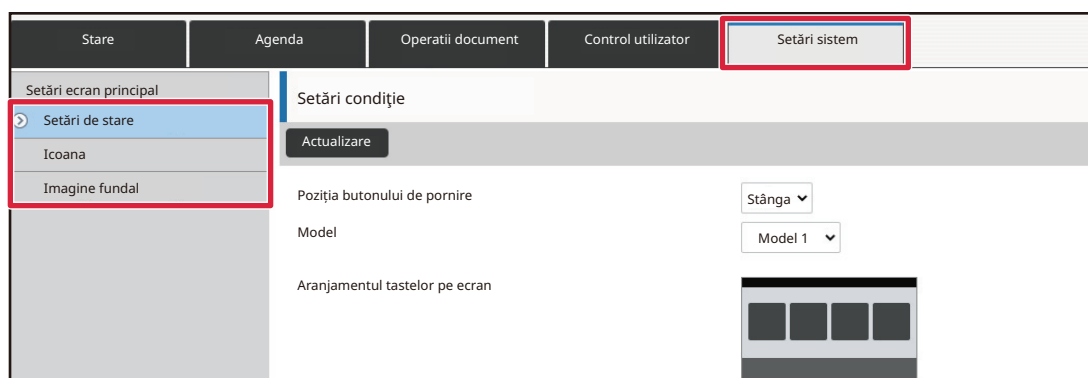 Stare
Agenda
Operatii document
Control utilizator
Setări sistem
Setări ecran principal
Setări de stare
Icoana
Imagine fundal
Setări condiţie
Actualizare
Poziția butonului de pornire
Stânga
Model
Model 1
Aranjamentul tastelor pe ecran